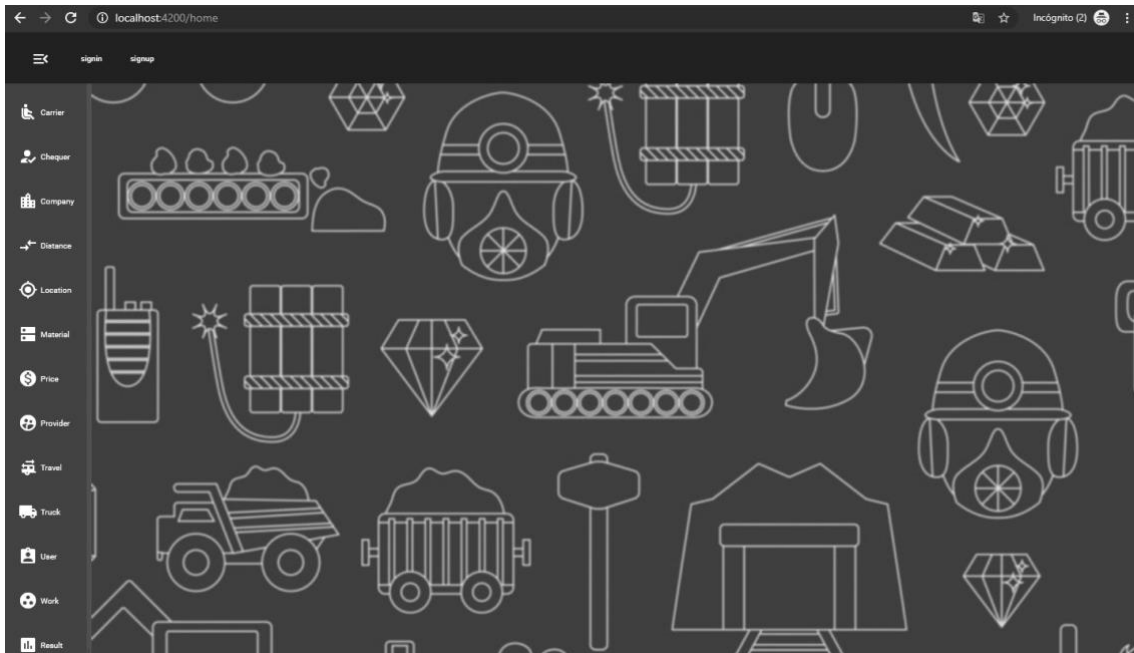 localhost:4200/home
Incógnito (2)
signin signup
Carrier
Chequer
Company
Distance
Location
Material
Price
Provider
Travel
Truck
User
Work
Result